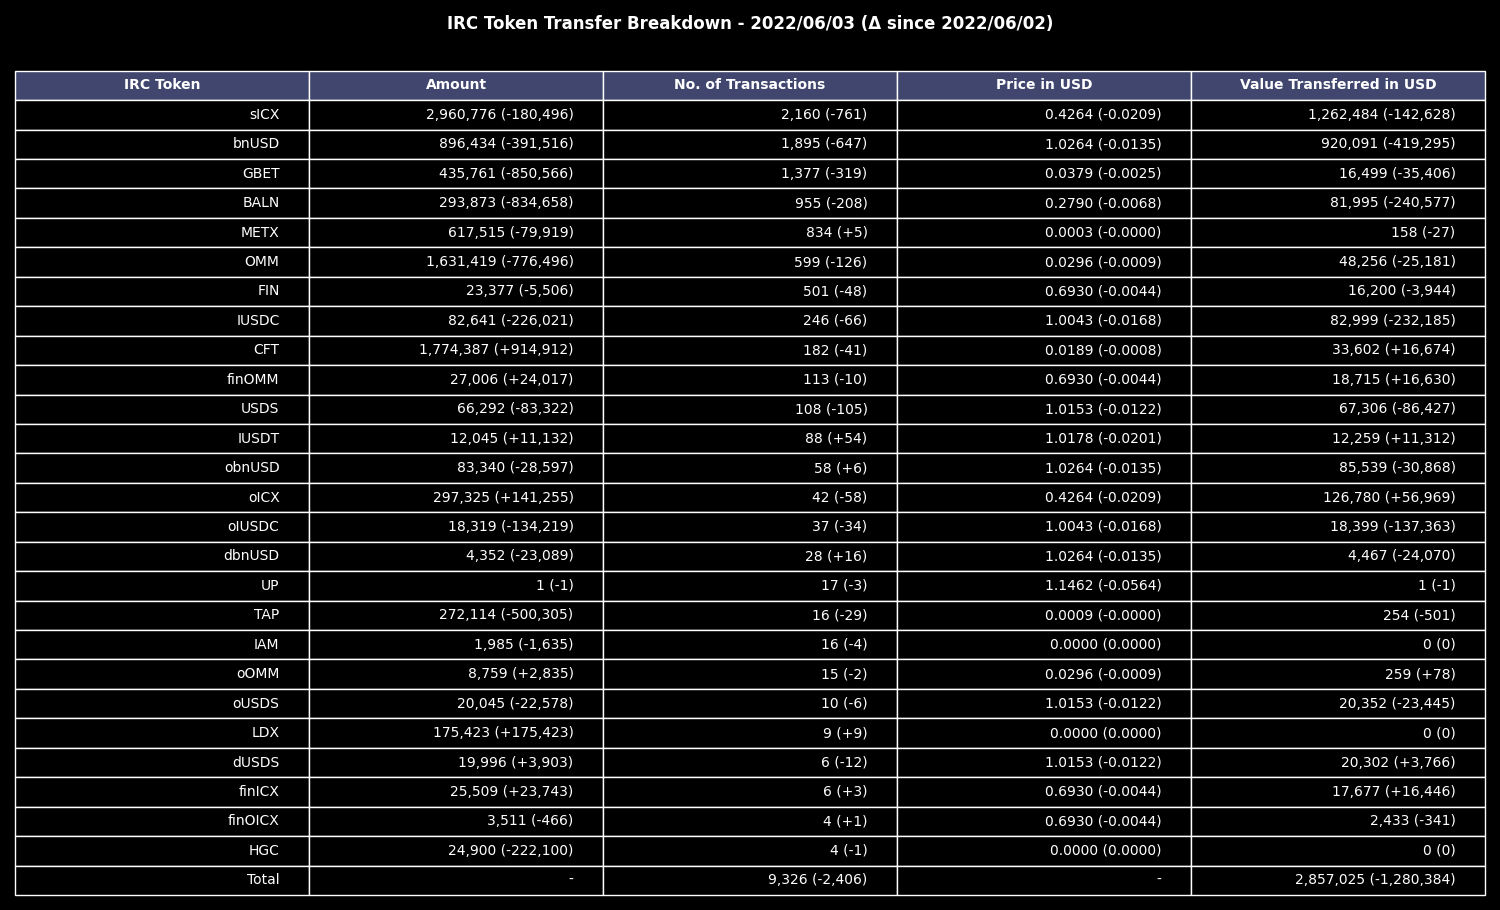 IRC Token Transfer Breakdown - 2022/06/03 (Δ since 2022/06/02)
IRC Token Amount No. of Transactions Price in USD Value Transferred in USD
sICX 2,960,776 (-180,496) 2,160 (-761) 0.4264 (-0.0209) 1,262,484 (-142,628)
bnUSD 896,434 (-391,516) 1,895 (-647) 1.0264 (-0.0135) 920,091 (-419,295)
GBET 435,761 (-850,566) 1,377 (-319) 0.0379 (-0.0025) 16,499 (-35,406)
BALN 293,873 (-834,658) 955 (-208) 0.2790 (-0.0068) 81,995 (-240,577)
METX 617,515 (-79,919) 834 (+5) 0.0003 (-0.0000) 158 (-27)
OMM 1,631,419 (-776,496) 599 (-126) 0.0296 (-0.0009) 48,256 (-25,181)
FIN 23,377 (-5,506) 501 (-48) 0.6930 (-0.0044) 16,200 (-3,944)
IUSDC 82,641 (-226,021) 246 (-66) 1.0043 (-0.0168) 82,999 (-232,185)
CFT 1,774,387 (+914,912) 182 (-41) 0.0189 (-0.0008) 33,602 (+16,674)
finOMM 27,006 (+24,017) 113 (-10) 0.6930 (-0.0044) 18,715 (+16,630)
USDS 66,292 (-83,322) 108 (-105) 1.0153 (-0.0122) 67,306 (-86,427)
IUSDT 12,045 (+11,132) 88 (+54) 1.0178 (-0.0201) 12,259 (+11,312)
obnUSD 83,340 (-28,597) 58 (+6) 1.0264 (-0.0135) 85,539 (-30,868)
oICX 297,325 (+141,255) 42 (-58) 0.4264 (-0.0209) 126,780 (+56,969)
oIUSDC 18,319 (-134,219) 37 (-34) 1.0043 (-0.0168) 18,399 (-137,363)
dbnUSD 4,352 (-23,089) 28 (+16) 1.0264 (-0.0135) 4,467 (-24,070)
UP 1 (-1) 17 (-3) 1.1462 (-0.0564) 1 (-1)
TAP 272,114 (-500,305) 16 (-29) 0.0009 (-0.0000) 254 (-501)
IAM 1,985 (-1,635) 16 (-4) 0.0000 (0.0000) 0 (0)
oOMM 8,759 (+2,835) 15 (-2) 0.0296 (-0.0009) 259 (+78)
oUSDS 20,045 (-22,578) 10 (-6) 1.0153 (-0.0122) 20,352 (-23,445)
LDX 175,423 (+175,423) 9 (+9) 0.0000 (0.0000) 0 (0)
dUSDS 19,996 (+3,903) 6 (-12) 1.0153 (-0.0122) 20,302 (+3,766)
finICX 25,509 (+23,743) 6 (+3) 0.6930 (-0.0044) 17,677 (+16,446)
finOICX 3,511 (-466) 4 (+1) 0.6930 (-0.0044) 2,433 (-341)
HGC 24,900 (-222,100) 4 (-1) 0.0000 (0.0000) 0 (0)
Total - 9,326 (-2,406) - 2,857,025 (-1,280,384)